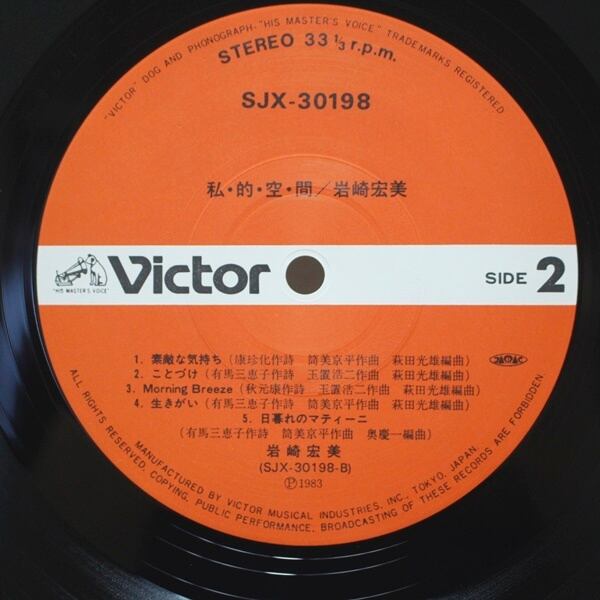 "VICTOR" DOG AND PHONOGRAPH-"HIS MASTER'S VOICE" TRADEMARKS REGISTERED
STEREO 33 1/3 r.p.m.
SJX-30198
私・的・空・間／岩崎宏美
"HIS MASTER'S VOICE"
Victor
SIDE 2
1. 素敵な気持ち（康珍化作詩 筒美京平作曲 萩田光雄編曲）
2. ことづけ（有馬三恵子作詩 玉置浩二作曲 萩田光雄編曲）
3. Morning Breeze（秋元康作詩 玉置浩二作曲 萩田光雄編曲）
4. 生きがい（有馬三恵子作詩 筒美京平作曲 萩田光雄編曲）
5. 日暮れのマティーニ
（有馬三恵子作詩 筒美京平作曲 奥慶一編曲）
岩崎宏美
(SJX-30198-B)
Ⓟ1983
MANUFACTURED BY VICTOR MUSICAL INDUSTRIES, INC., TOKYO, JAPAN.
ALL RIGHTS RESERVED. COPYING, PUBLIC PERFORMANCE, BROADCASTING OF THESE RECORDS ARE FORBIDDEN.